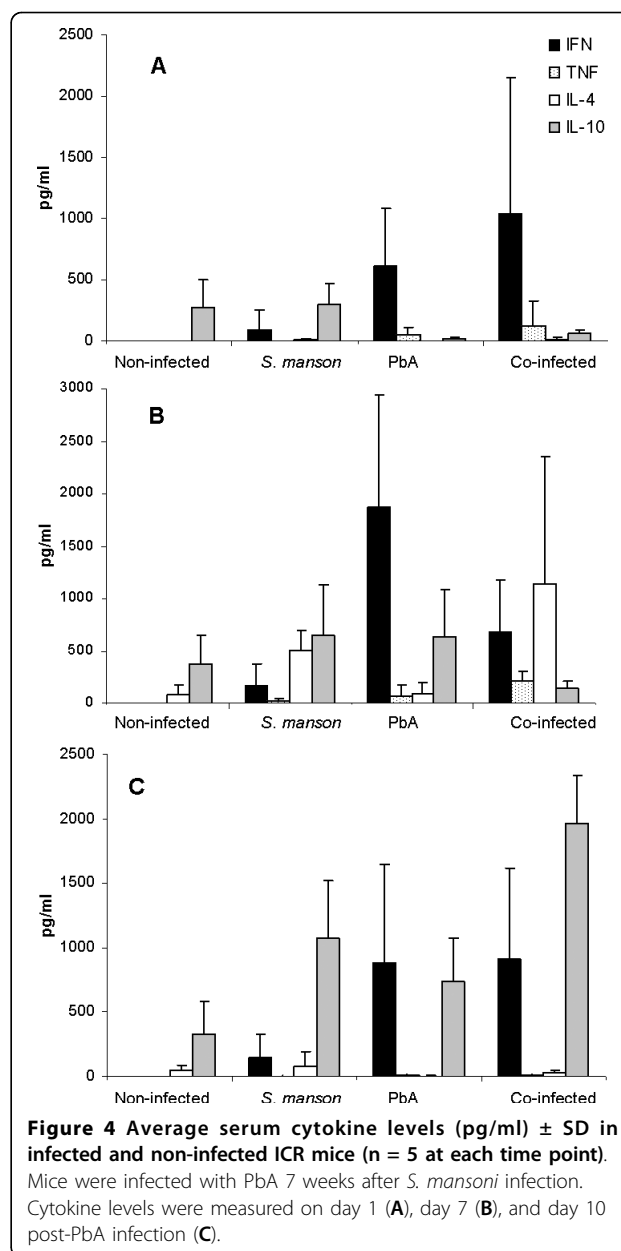 2500
2000
1500
1000
500
0
pg/ml
A
IFN
TNF
IL-4
IL-10
Non-infected S. manson PbA Co-infected
3000
2500
2000
1500
1000
500
0
pg/ml
B
Non-infected S. manson PbA Co-infected
2500
2000
1500
1000
500
0
pg/ml
C
Non-infected S. manson PbA Co-infected
Figure 4 Average serum cytokine levels (pg/ml) ± SD in
infected and non-infected ICR mice (n = 5 at each time point).
Mice were infected with PbA 7 weeks after S. mansoni infection.
Cytokine levels were measured on day 1 (A), day 7 (B), and day 10
post-PbA infection (C).